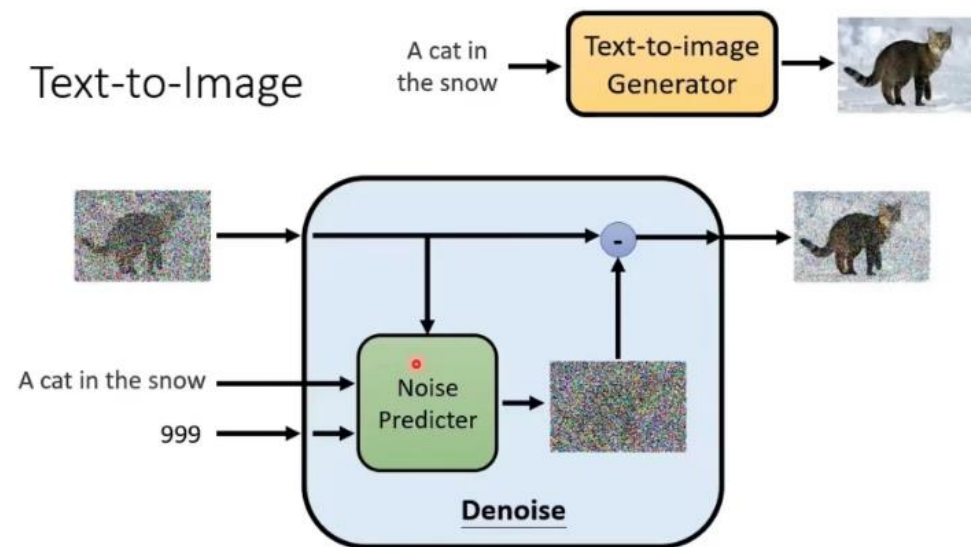 Text-to-Image
A cat in
the snow
Text-to-image
Generator
-
A cat in the snow
999
Noise
Predicter
Denoise